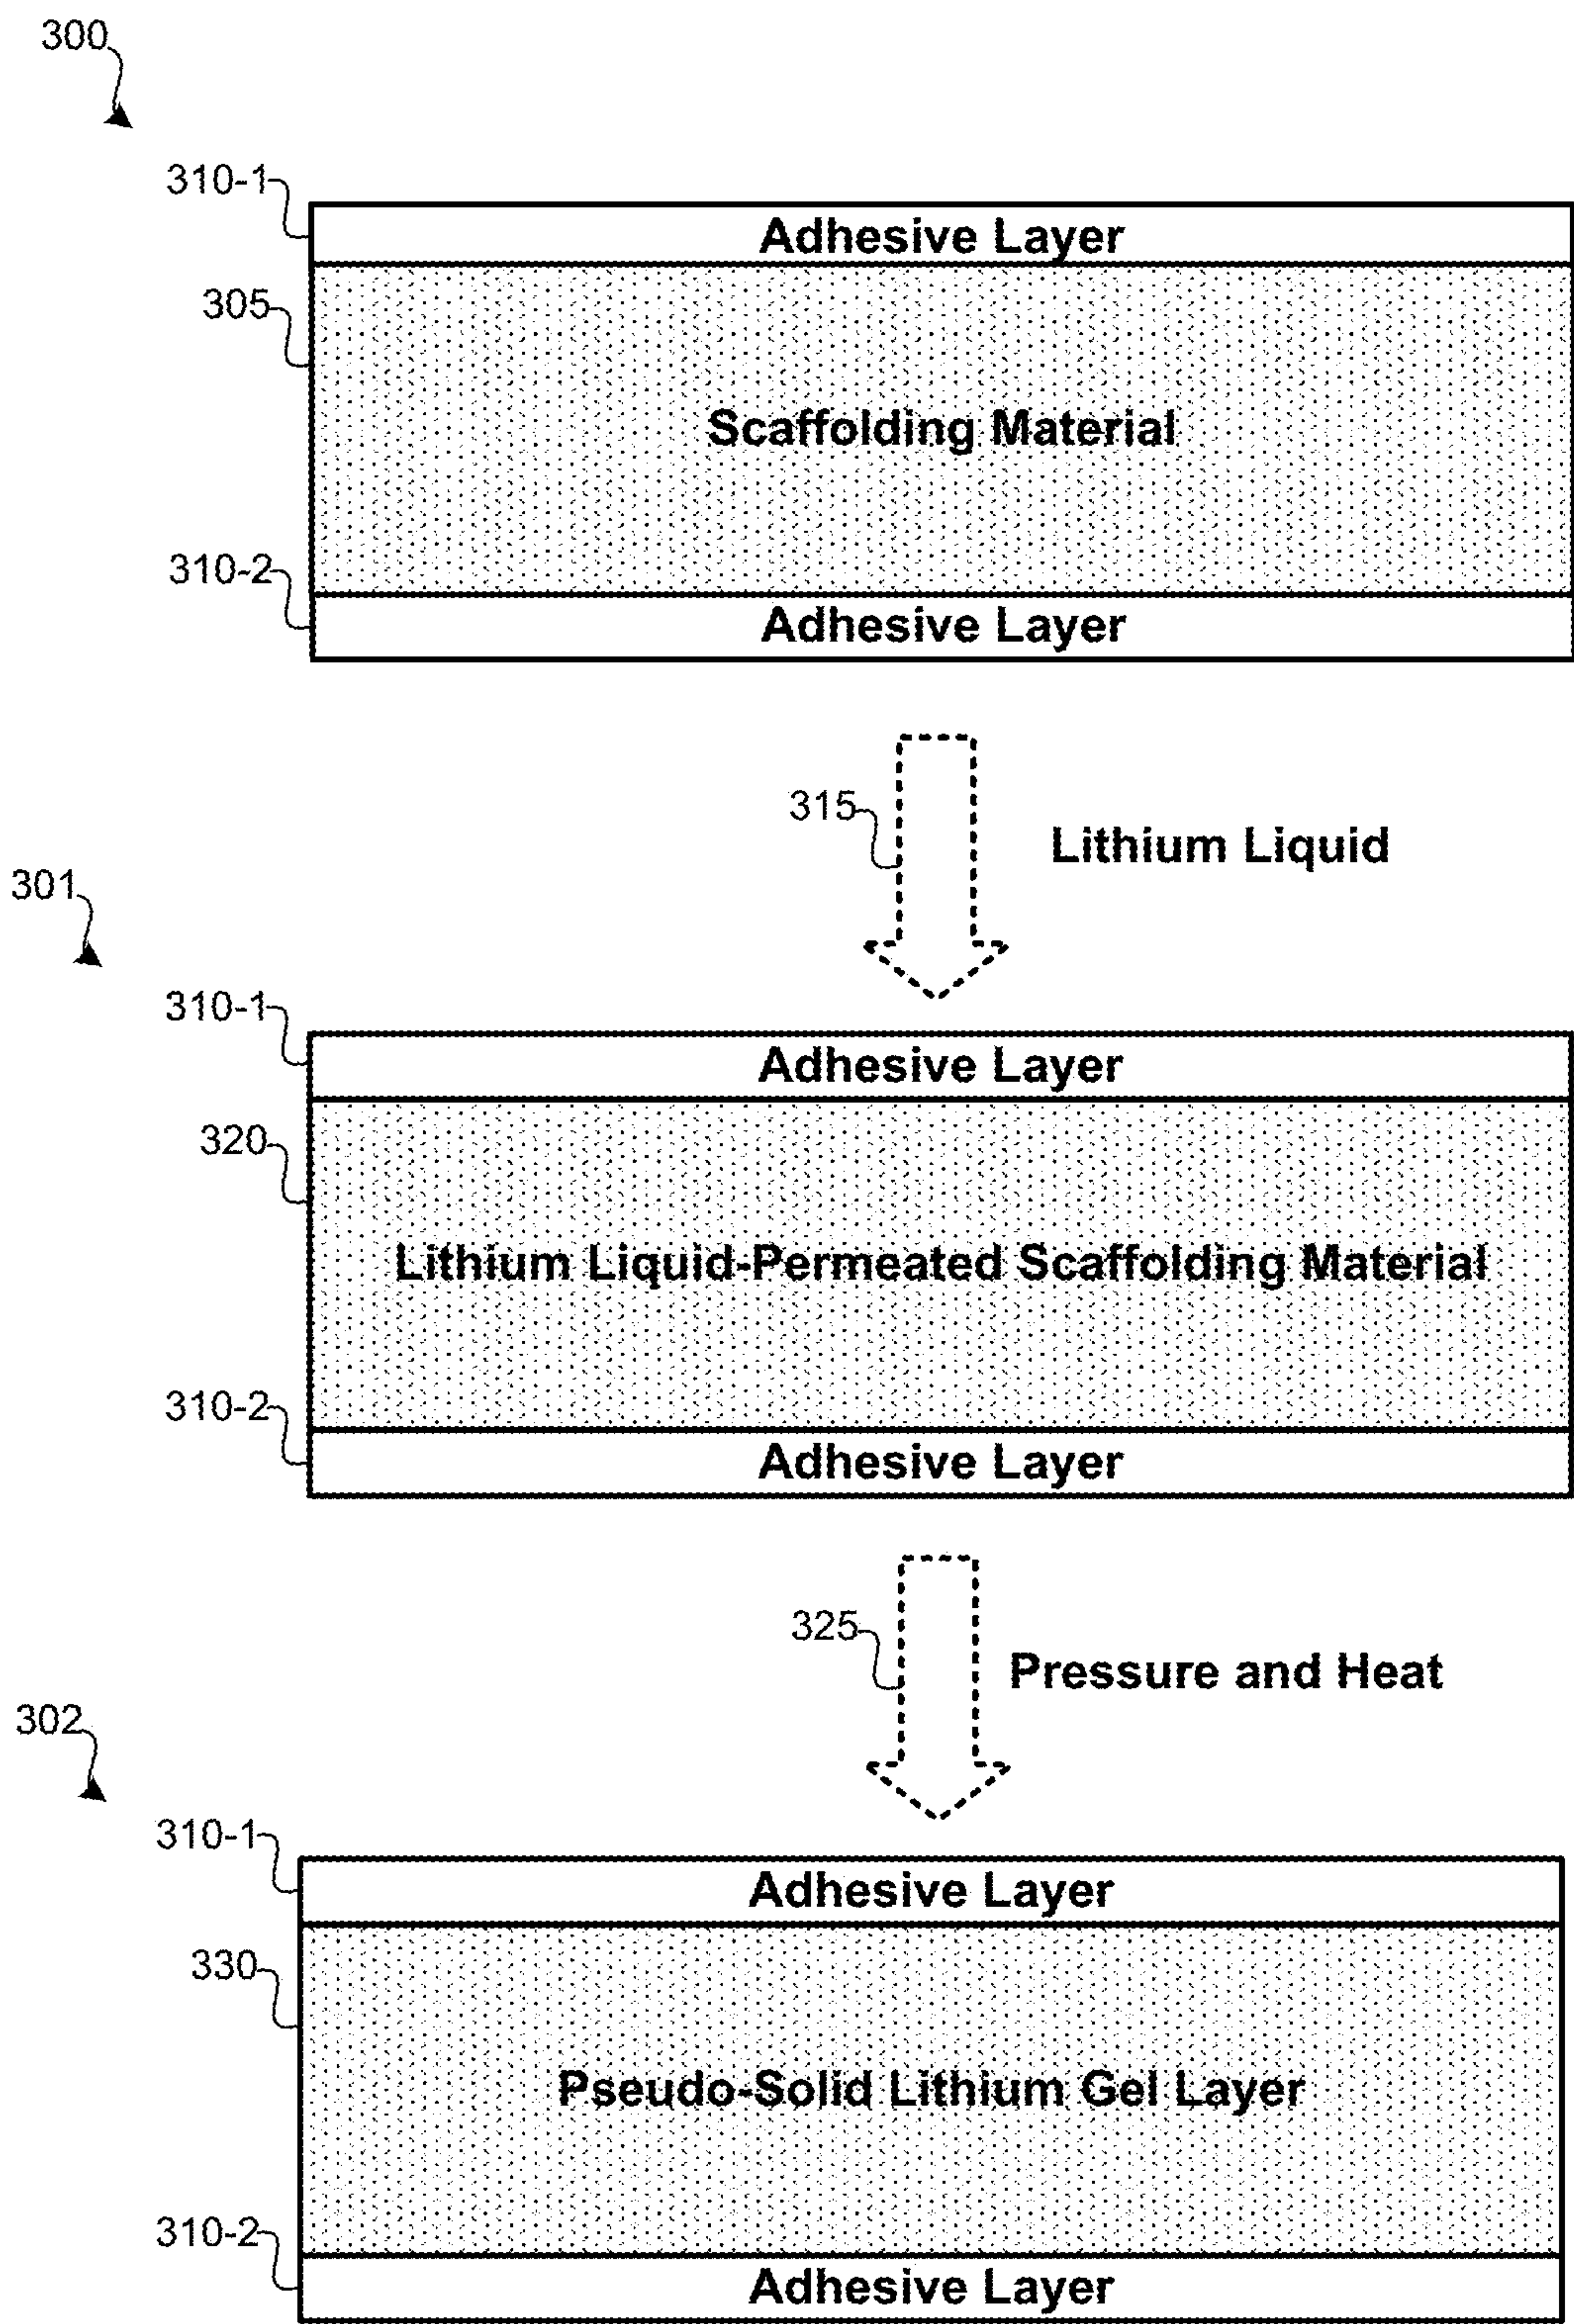 300
310-1
Adhesive Layer
305
Scaffolding Material
310-2
Adhesive Layer
315
Lithium Liquid
301
310-1
Adhesive Layer
320
Lithium Liquid-Permeated Scaffolding Material
310-2
Adhesive Layer
325
Pressure and Heat
302
310-1
Adhesive Layer
330
Pseudo-Solid Lithium Gel Layer
310-2
Adhesive Layer